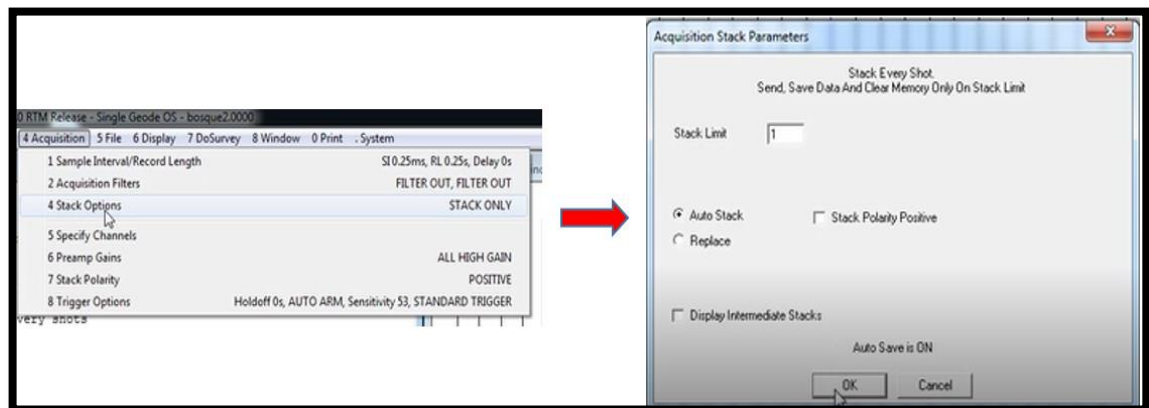 0 RTM Release - Single Geode OS - bosque2.0000
4 Acquisition 5 File 6 Display 7 DoSurvey 8 Window 0 Print . System
1 Sample Interval/Record Length SI 0.25ms, RL 0.25s, Delay 0s
2 Acquisition Filters FILTER OUT, FILTER OUT
4 Stack Options STACK ONLY
5 Specify Channels
6 Preamp Gains ALL HIGH GAIN
7 Stack Polarity POSITIVE
8 Trigger Options Holdoff 0s, AUTO ARM, Sensitivity 53, STANDARD TRIGGER
very shots
Acquisition Stack Parameters
Stack Every Shot.
Send, Save Data And Clear Memory Only On Stack Limit
Stack Limit 1
Auto Stack Stack Polarity Positive
Replace
Display Intermediate Stacks
Auto Save is ON
OK Cancel